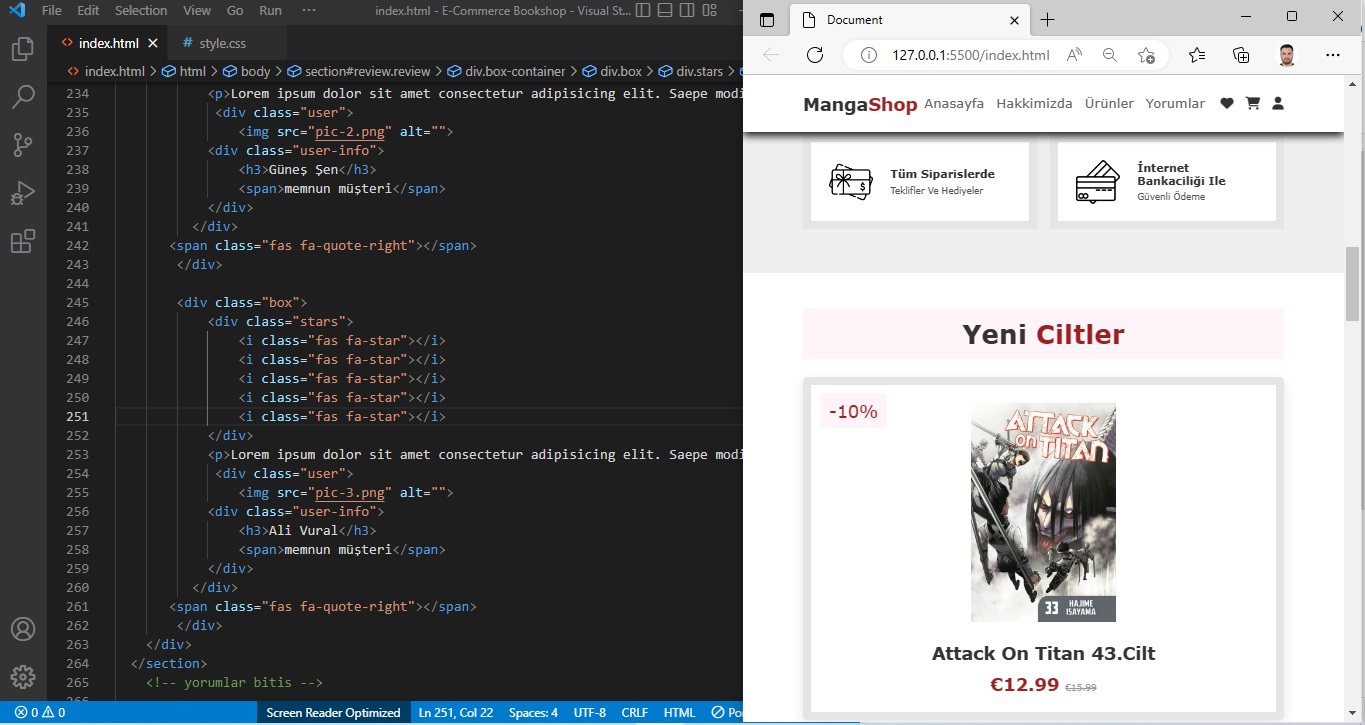 File Edit Selection View Go Run ··· index.html - E-Commerce Bookshop - Visual St...
index.html
# style.css
index.html > html > body > section#review.review > div.box-container > div.box > div.stars >
234 <p>Lorem ipsum dolor sit amet consectetur adipisicing elit. Saepe modi
235 <div class="user">
236 <img src="pic-2.png" alt="">
237 <div class="user-info">
238 <h3>Güneş Şen</h3>
239 <span>memnun müşteri</span>
240 </div>
241 </div>
242 <span class="fas fa-quote-right"></span>
243 </div>
244
245 <div class="box">
246 <div class="stars">
247 <i class="fas fa-star"></i>
248 <i class="fas fa-star"></i>
249 <i class="fas fa-star"></i>
250 <i class="fas fa-star"></i>
251 <i class="fas fa-star"></i>
252 </div>
253 <p>Lorem ipsum dolor sit amet consectetur adipisicing elit. Saepe modi
254 <div class="user">
255 <img src="pic-3.png" alt="">
256 <div class="user-info">
257 <h3>Ali Vural</h3>
258 <span>memnun müşteri</span>
259 </div>
260 </div>
261 <span class="fas fa-quote-right"></span>
262 </div>
263 </div>
264 </section>
265 <!-- yorumlar bitis -->
0 0 Screen Reader Optimized Ln 251, Col 22 Spaces: 4 UTF-8 CRLF HTML Po
Document
127.0.0.1:5500/index.html
MangaShop Anasayfa Hakkimizda Ürünler Yorumlar
Tüm Siparislerde
Teklifler Ve Hediyeler
$
İnternet
Bankaciliği Ile
Güvenli Ödeme
Yeni Ciltler
-10%
ATTACK
ON TITAN
33 HAJIME
ISAYAMA
Attack On Titan 43.Cilt
€12.99 €15.99